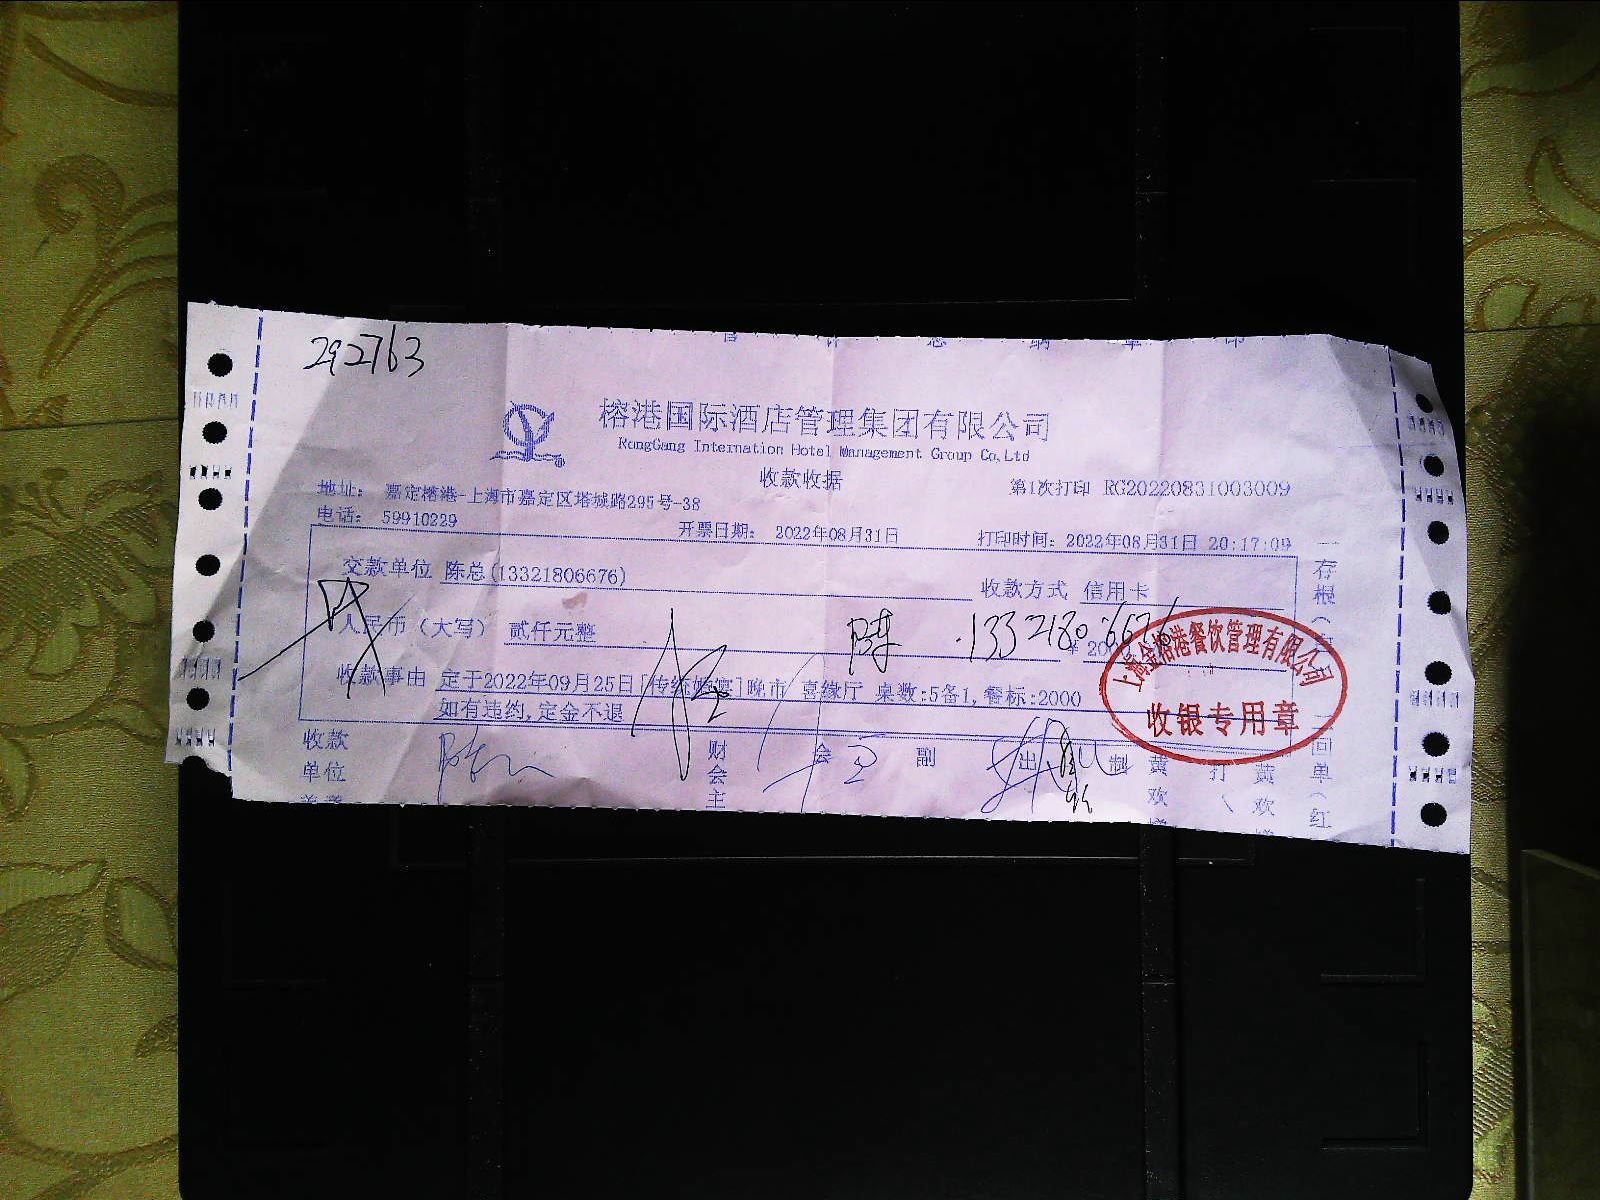 292763
榕港国际酒店管理集团有限公司
RongGang Internation Hotel Management Group Co,Ltd
收款收据
地址： 嘉定榕港-上海市嘉定区塔城路295号-38
第1次打印 RG20220831003009
电话： 59910229
开票日期： 2022年08月31日
打印时间：2022年08月31日 20:17:09
交款单位 陈总(13321806676)
收款方式 信用卡
人民币（大写） 贰仟元整
陈 .13321806676
¥ 20
收款事由 定于2022年09月25日[传统婚宴]晚市 喜缘厅 桌数:5备1,餐标:2000
如有违约,定金不退
上海金榕港餐饮管理有限公司
收银专用章
存根（
回单（红
收款 财 会 副 出 制 黄 打 黄
单位 会 欢 欢
主